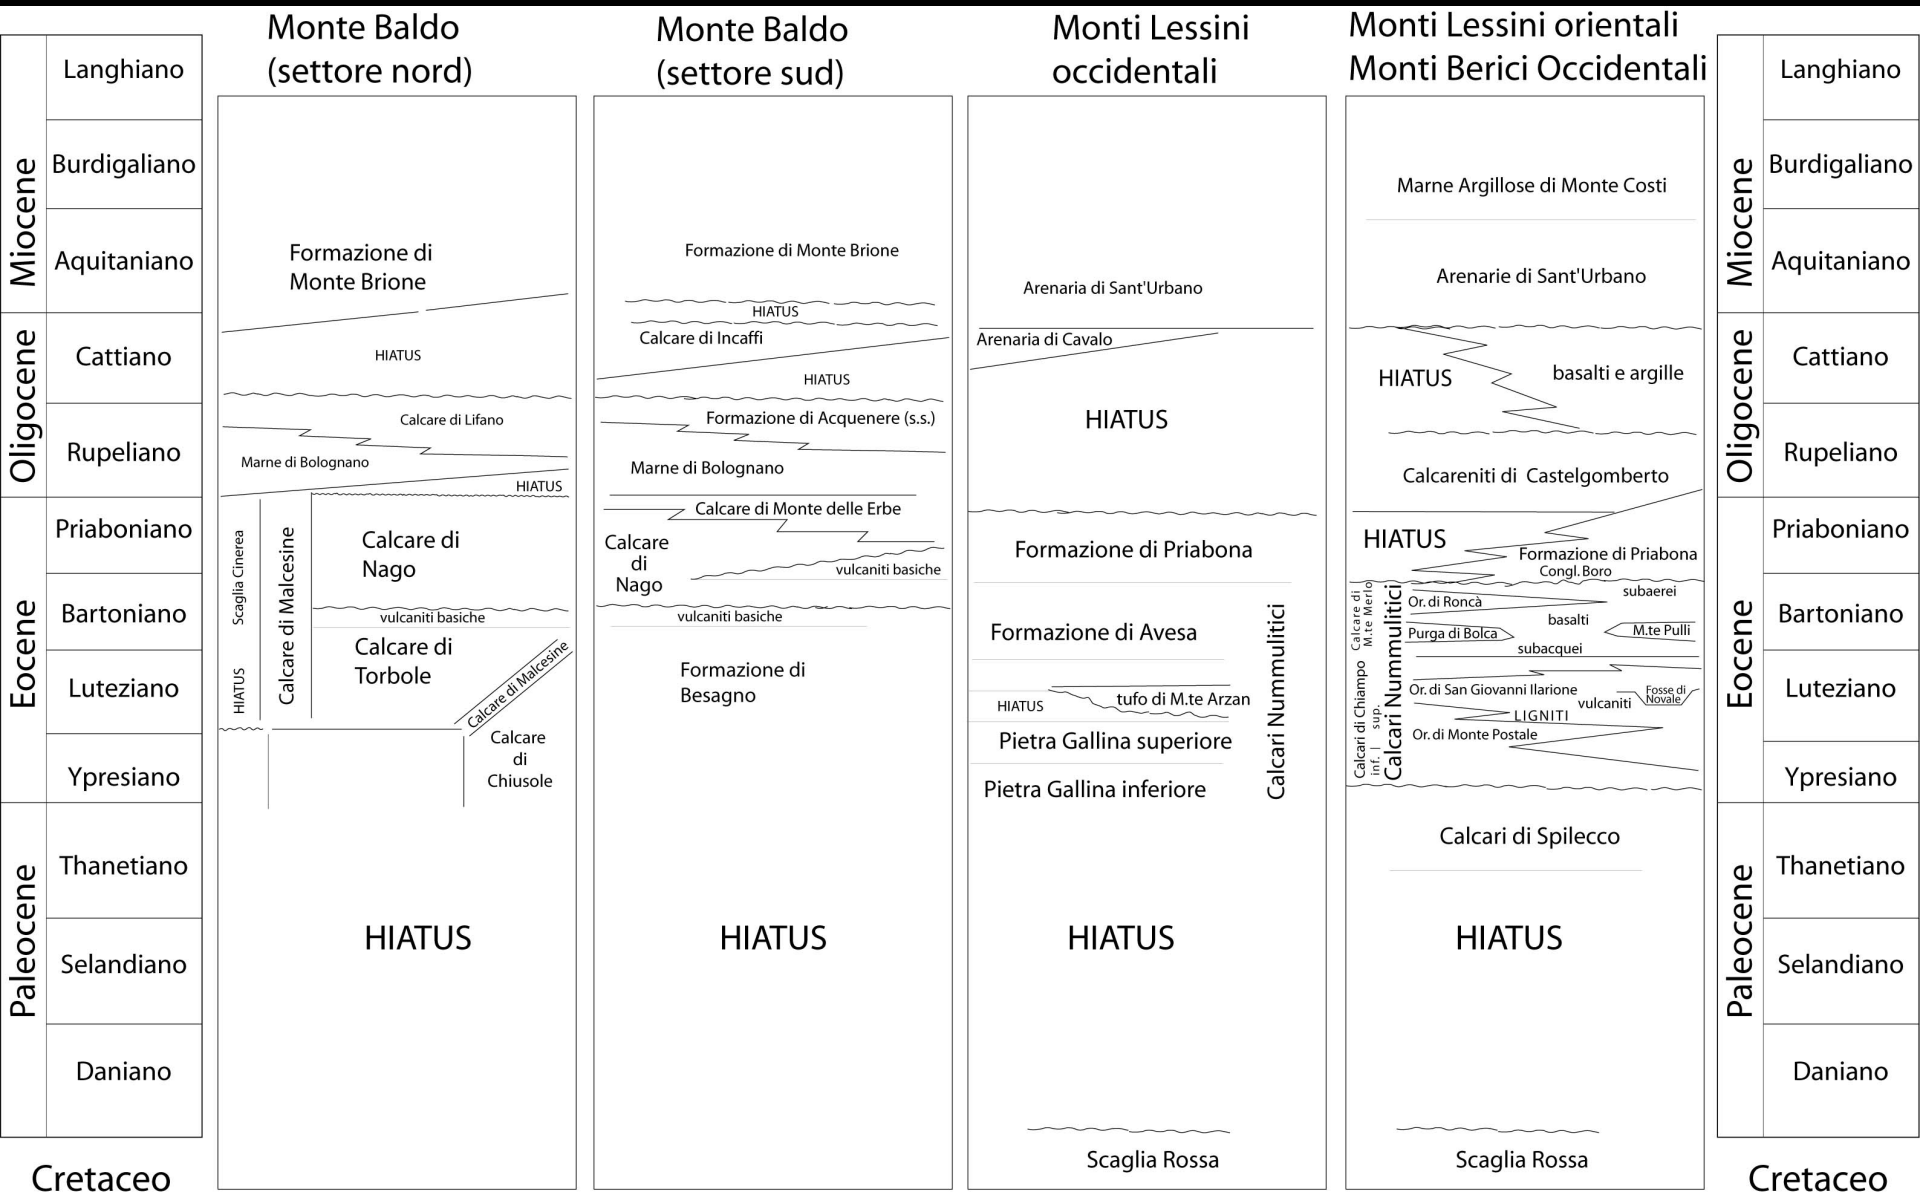 Monte Baldo
(settore nord)
Monte Baldo
(settore sud)
Monti Lessini
occidentali
Monti Lessini orientali
Monti Berici Occidentali
Miocene
Langhiano
Burdigaliano
Aquitaniano
Oligocene
Cattiano
Rupeliano
Eocene
Priaboniano
Bartoniano
Luteziano
Ypresiano
Paleocene
Thanetiano
Selandiano
Daniano
Cretaceo
Formazione di
Monte Brione
HIATUS
Calcare di Lifano
Marne di Bolognano
HIATUS
Scaglia Cinerea
HIATUS
Calcare di Malcesine
Calcare di
Nago
vulcaniti basiche
Calcare di
Torbole
Calcare di Malcesine
Calcare
di
Chiusole
HIATUS
Formazione di Monte Brione
HIATUS
Calcare di Incaffi
HIATUS
Formazione di Acquenere (s.s.)
Marne di Bolognano
Calcare di Monte delle Erbe
Calcare
di
Nago
vulcaniti basiche
vulcaniti basiche
Formazione di
Besagno
HIATUS
Arenaria di Sant'Urbano
Arenaria di Cavalo
HIATUS
Formazione di Priabona
Formazione di Avesa
HIATUS
tufo di M.te Arzan
Pietra Gallina superiore
Pietra Gallina inferiore
Calcari Nummulitici
HIATUS
Scaglia Rossa
Marne Argillose di Monte Costi
Arenarie di Sant'Urbano
HIATUS
basalti e argille
Calcareniti di Castelgomberto
HIATUS
Formazione di Priabona
Congl. Boro
Calcare di
M.te Merlo
Calcari di Chiampo
inf. | sup.
Calcari Nummulitici
subaerei
Or. di Roncà
basalti
Purga di Bolca
M.te Pulli
subacquei
Or. di San Giovanni Ilarione
vulcaniti
Fosse di
Novale
LIGNITI
Or. di Monte Postale
Calcari di Spilecco
HIATUS
Scaglia Rossa
Miocene
Langhiano
Burdigaliano
Aquitaniano
Oligocene
Cattiano
Rupeliano
Eocene
Priaboniano
Bartoniano
Luteziano
Ypresiano
Paleocene
Thanetiano
Selandiano
Daniano
Cretaceo